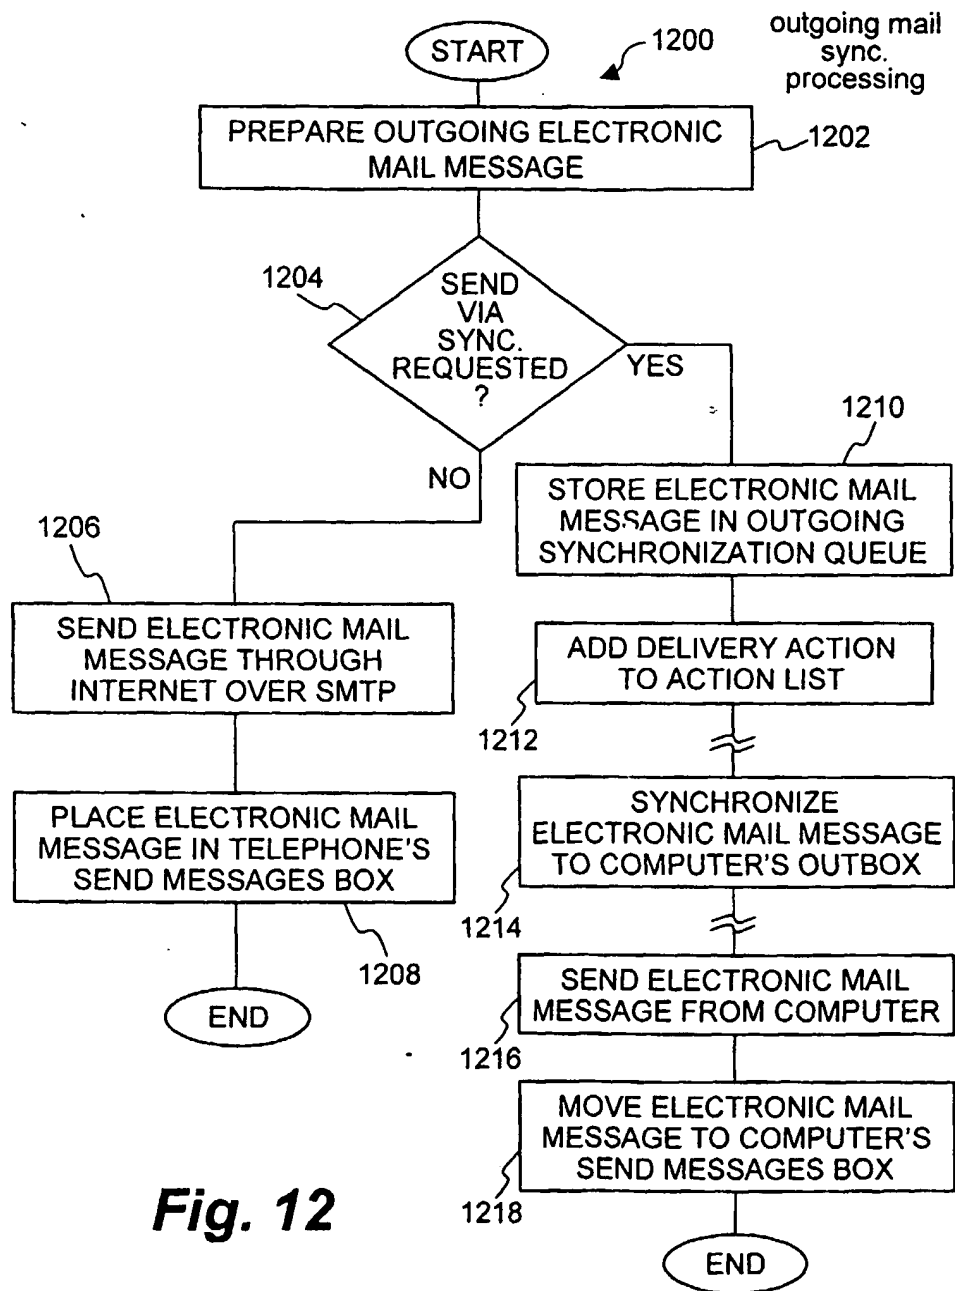 START
1200
outgoing mail
sync.
processing
PREPARE OUTGOING ELECTRONIC
MAIL MESSAGE
1202
1204
SEND
VIA
SYNC.
REQUESTED
?
YES
NO
1210
STORE ELECTRONIC MAIL
MESSAGE IN OUTGOING
SYNCHRONIZATION QUEUE
1206
SEND ELECTRONIC MAIL
MESSAGE THROUGH
INTERNET OVER SMTP
ADD DELIVERY ACTION
TO ACTION LIST
1212
PLACE ELECTRONIC MAIL
MESSAGE IN TELEPHONE'S
SEND MESSAGES BOX
1208
END
SYNCHRONIZE
ELECTRONIC MAIL MESSAGE
TO COMPUTER'S OUTBOX
1214
SEND ELECTRONIC MAIL
MESSAGE FROM COMPUTER
1216
MOVE ELECTRONIC MAIL
MESSAGE TO COMPUTER'S
SEND MESSAGES BOX
1218
END
Fig. 12